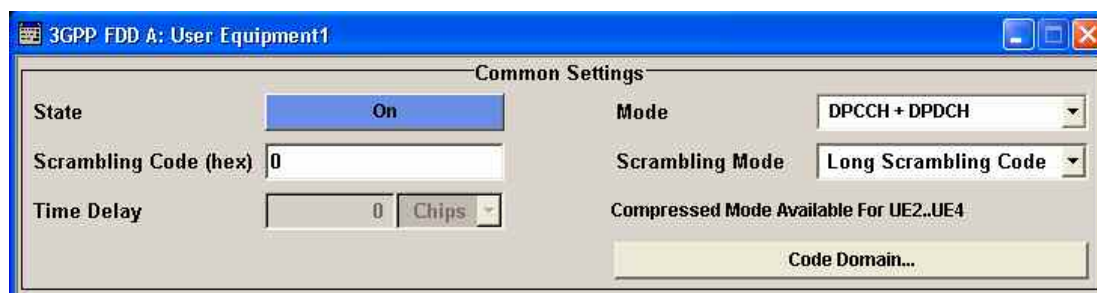 3GPP FDD A: User Equipment1
Common Settings
State On Mode DPCCH + DPDCH
Scrambling Code (hex) 0 Scrambling Mode Long Scrambling Code
Time Delay 0 Chips Compressed Mode Available For UE2..UE4
Code Domain...